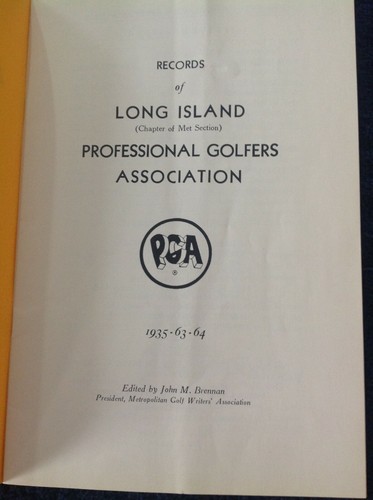 RECORDS
of
LONG ISLAND
(Chapter of Met Section)
PROFESSIONAL GOLFERS
ASSOCIATION
PGA
®
1935-63-64
Edited by John M. Brennan
President, Metropolitan Golf Writers' Association